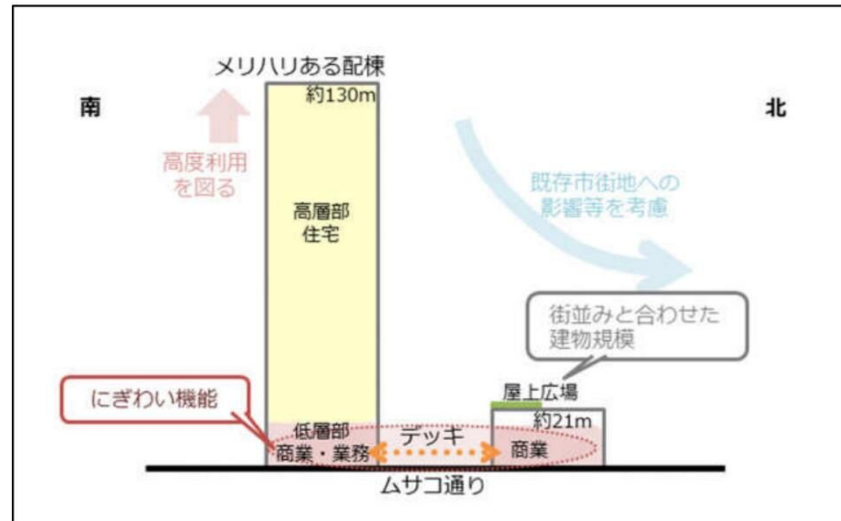 メリハリある配棟
約130m
南
北
高度利用
を図る
既存市街地への
影響等を考慮
高層部
住宅
街並みと合わせた
建物規模
にぎわい機能
屋上広場
約21m
低層部
商業・業務
デッキ
商業
ムサコ通り